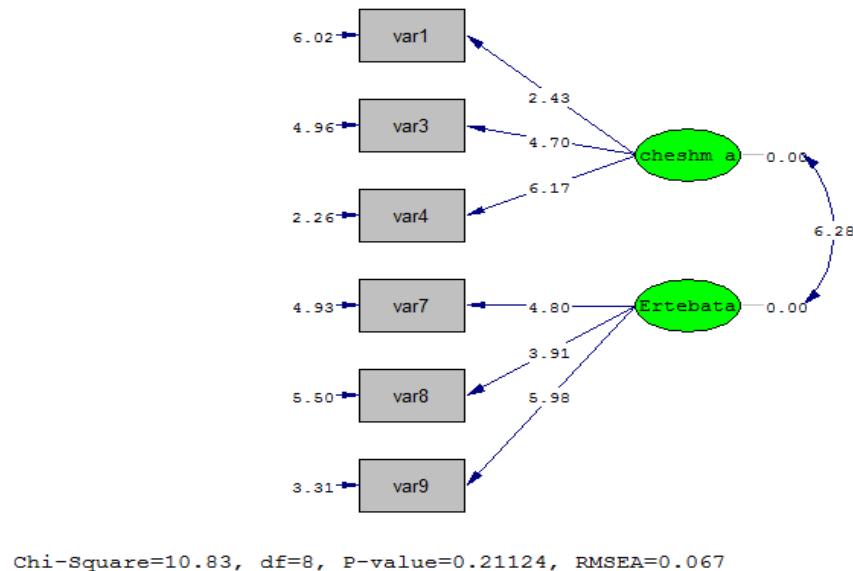 6.02 var1
2.43
4.96 var3
4.70
cheshm a 0.00
6.17
2.26 var4
6.28
4.93 var7
4.80
Ertebata 0.00
3.91
5.50 var8
5.98
3.31 var9
Chi-Square=10.83, df=8, P-value=0.21124, RMSEA=0.067